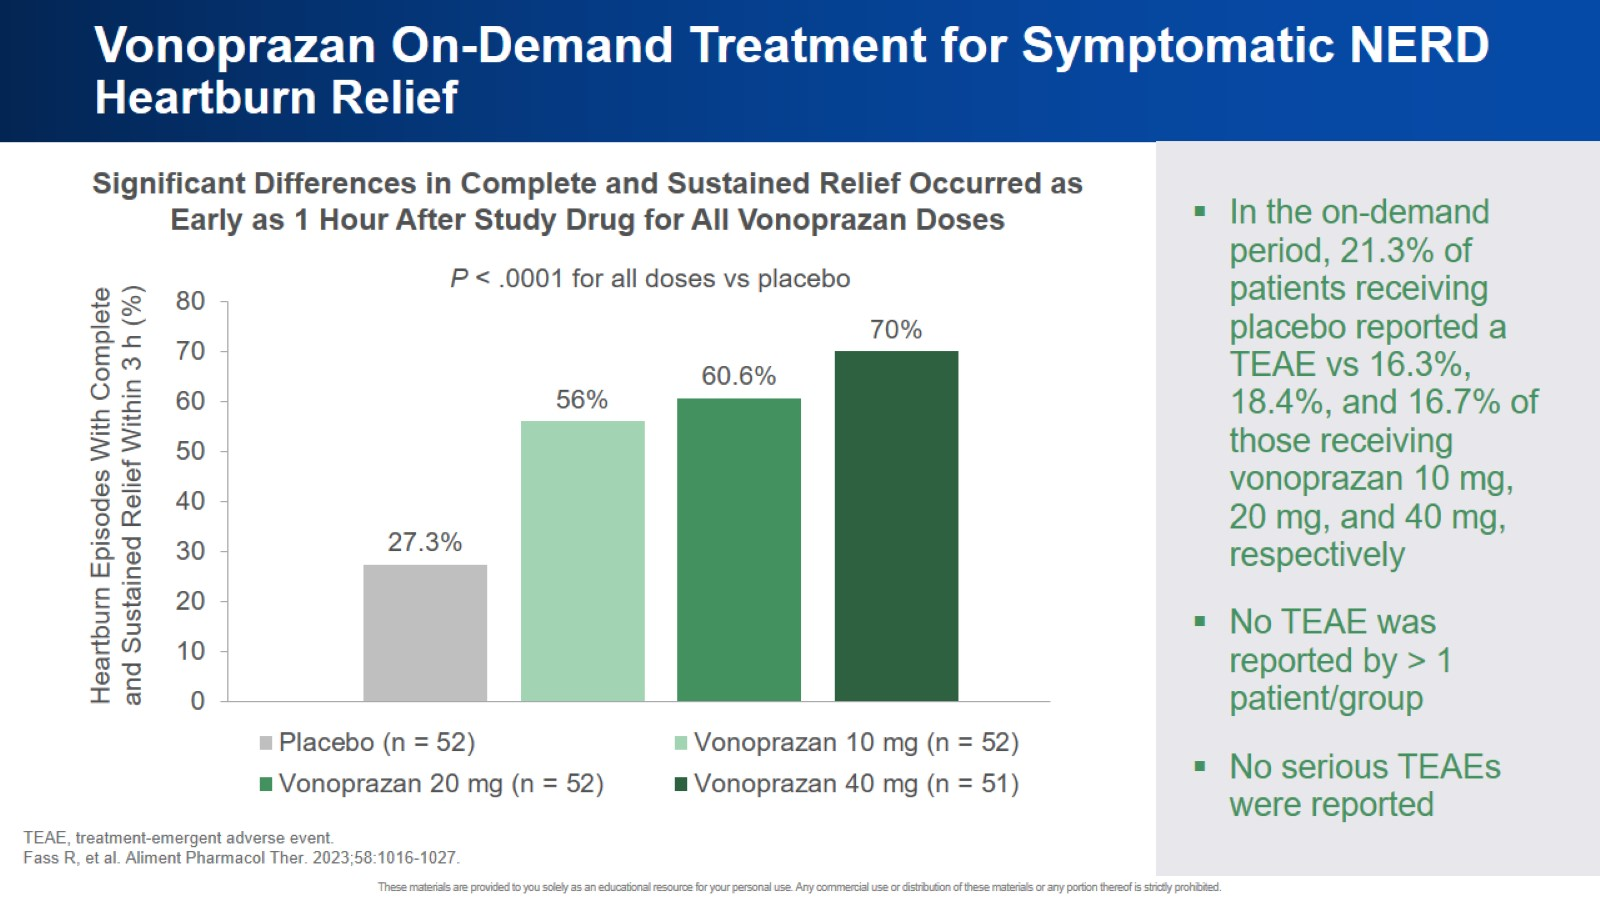 Vonoprazan On-Demand Treatment for Symptomatic NERD
Heartburn Relief
Significant Differences in Complete and Sustained Relief Occurred as
Early as 1 Hour After Study Drug for All Vonoprazan Doses
P < .0001 for all doses vs placebo
Heartburn Episodes With Complete
and Sustained Relief Within 3 h (%)
80
70
60
50
40
30
20
10
0
27.3%
56%
60.6%
70%
Placebo (n = 52)
Vonoprazan 10 mg (n = 52)
Vonoprazan 20 mg (n = 52)
Vonoprazan 40 mg (n = 51)
▪ In the on-demand
period, 21.3% of
patients receiving
placebo reported a
TEAE vs 16.3%,
18.4%, and 16.7% of
those receiving
vonoprazan 10 mg,
20 mg, and 40 mg,
respectively
▪ No TEAE was
reported by > 1
patient/group
▪ No serious TEAEs
were reported
TEAE, treatment-emergent adverse event.
Fass R, et al. Aliment Pharmacol Ther. 2023;58:1016-1027.
These materials are provided to you solely as an educational resource for your personal use. Any commercial use or distribution of these materials or any portion thereof is strictly prohibited.